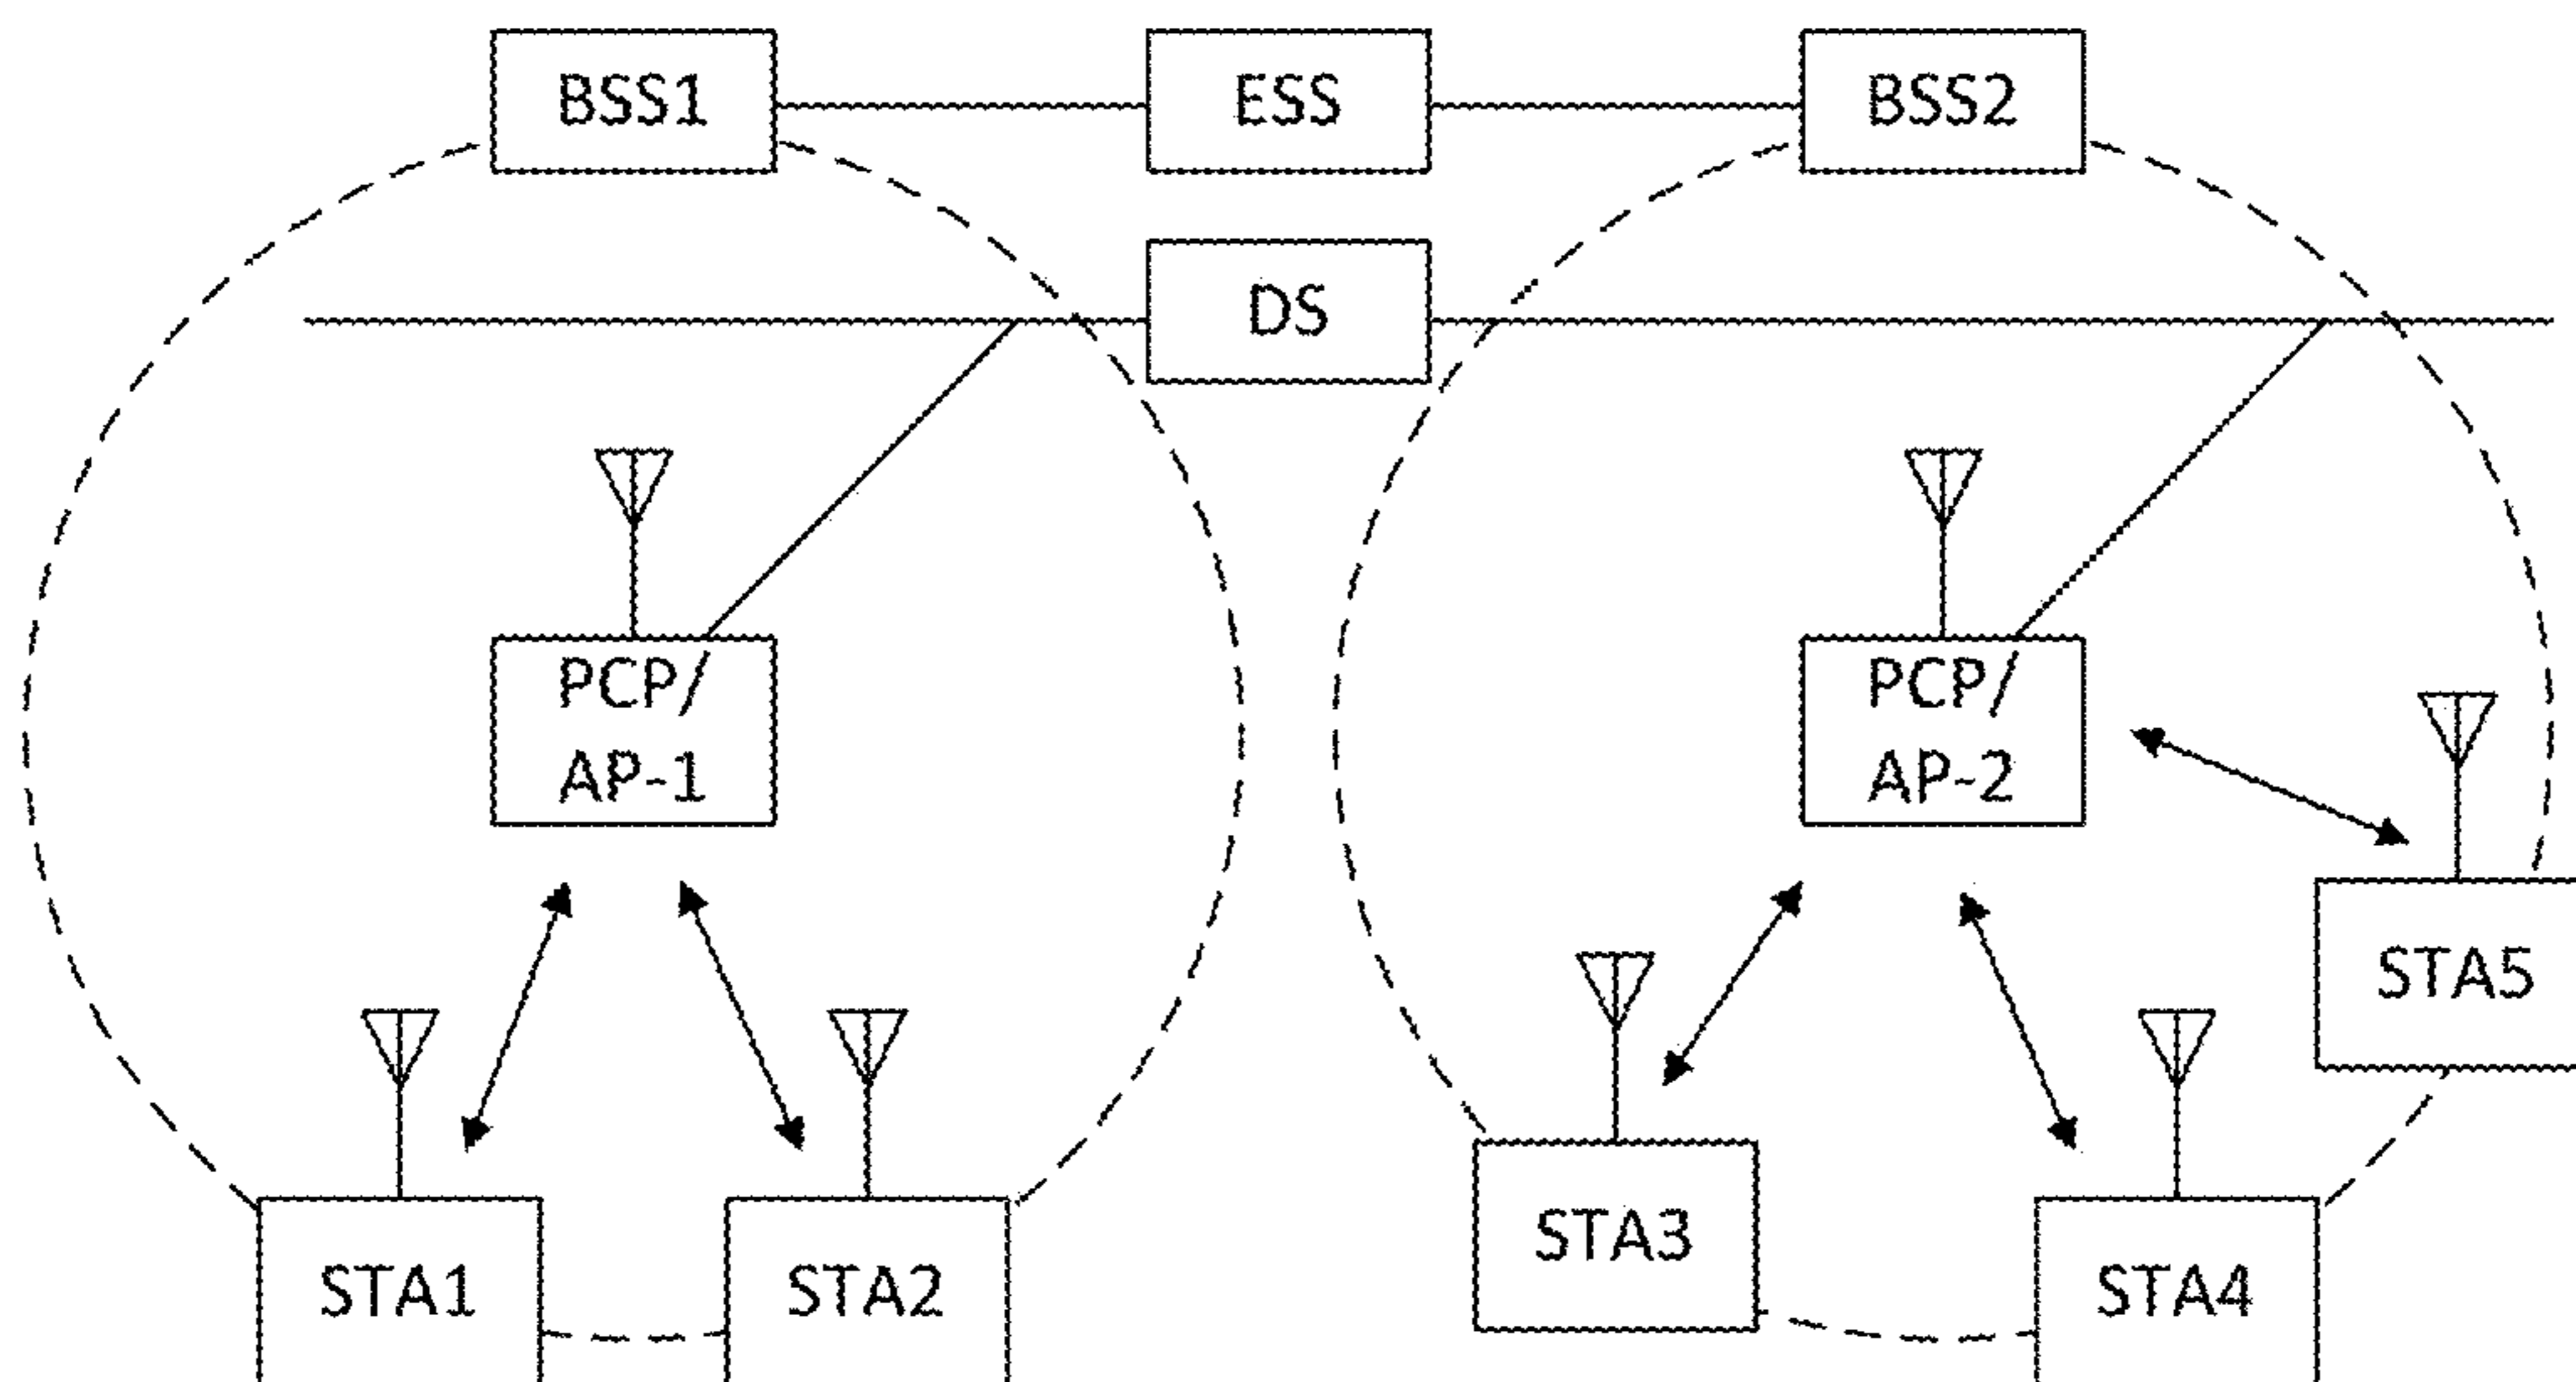 BSS1
ESS
BSS2
DS
PCP/
AP-1
PCP/
AP-2
STA5
STA3
STA1
STA2
STA4